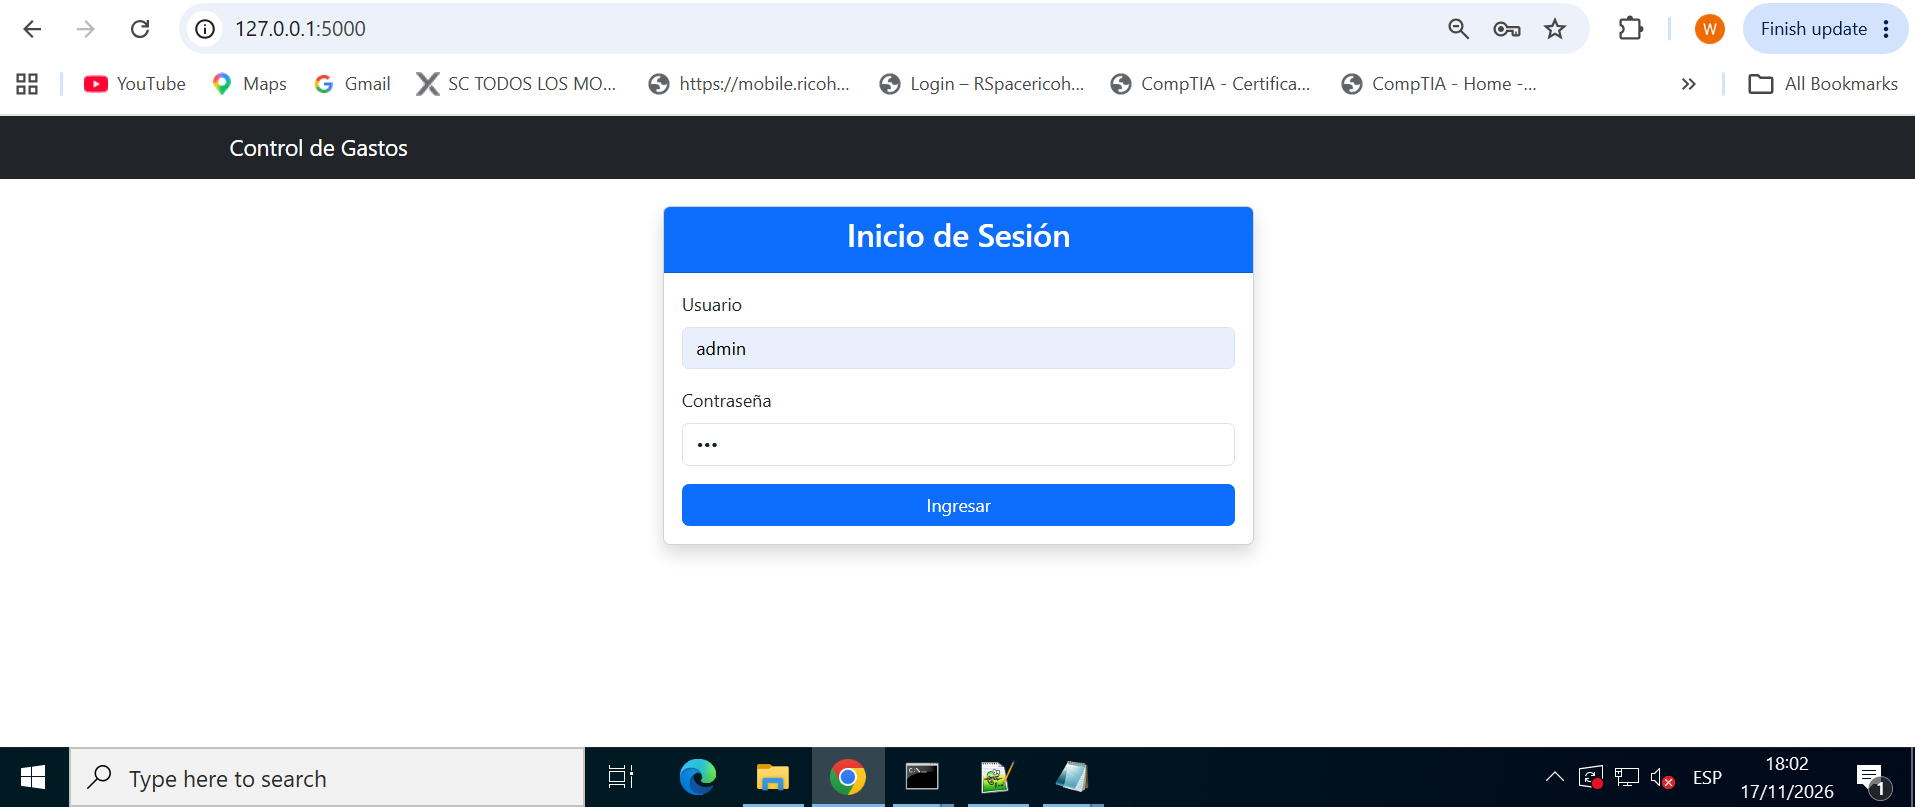 127.0.0.1:5000
W
Finish update
YouTube
Maps
Gmail
SC TODOS LOS MO...
https://mobile.ricoh...
Login – RSpacericoh...
CompTIA - Certifica...
CompTIA - Home -...
All Bookmarks
Control de Gastos
Inicio de Sesión
Usuario
admin
Contraseña
•••
Ingresar
Type here to search
ESP
18:02
17/11/2026
1